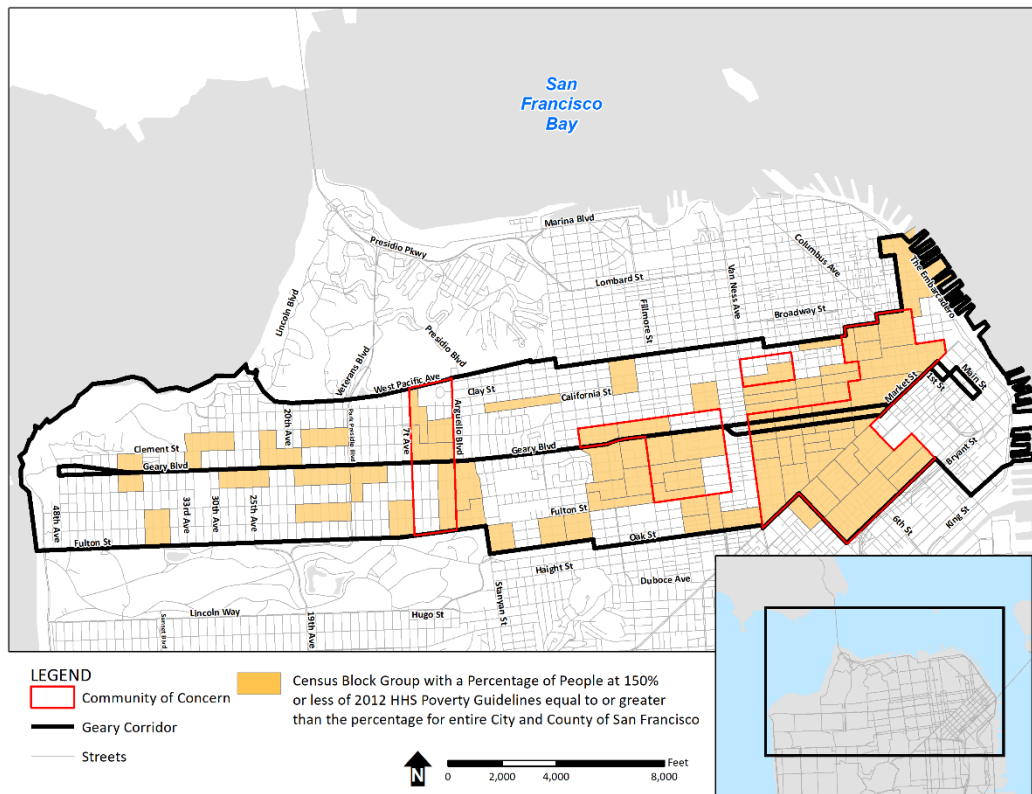 San
Francisco
Bay
Marina Blvd
Presidio Pkwy
Columbus Ave
The Embarcadero
Lombard St
Van Ness Ave
Lincoln Blvd
Fillmore St
Broadway St
Presidio Blvd
Veterans Blvd
West Pacific Ave
Clay St
California St
Market St
1st St
Main St
20th Ave
Park Presidio Blvd
7th Ave
Arguello Blvd
Clement St
Geary Blvd
Geary Blvd
Bryant St
48th Ave
33rd Ave
30th Ave
25th Ave
Fulton St
Fulton St
Oak St
6th St
King St
Haight St
Duboce Ave
Stanyan St
Lincoln Way
Hugo St
Sunset Blvd
19th Ave
LEGEND
Community of Concern
Geary Corridor
Streets
Census Block Group with a Percentage of People at 150%
or less of 2012 HHS Poverty Guidelines equal to or greater
than the percentage for entire City and County of San Francisco
N
Feet
0 2,000 4,000 8,000